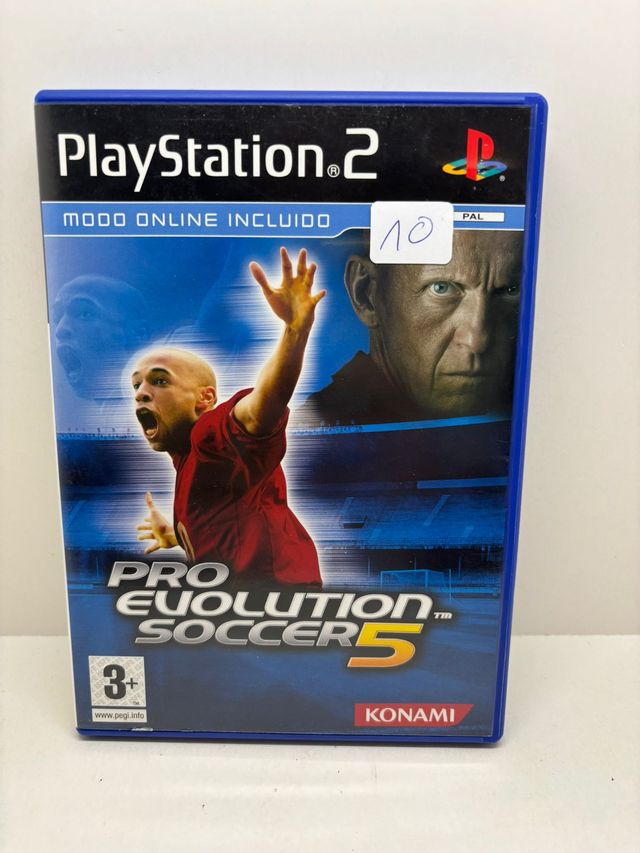 PlayStation®2
MODO ONLINE INCLUIDO
10
PAL
PRO
EVOLUTION™
SOCCER 5
3+
www.pegi.info
KONAMI